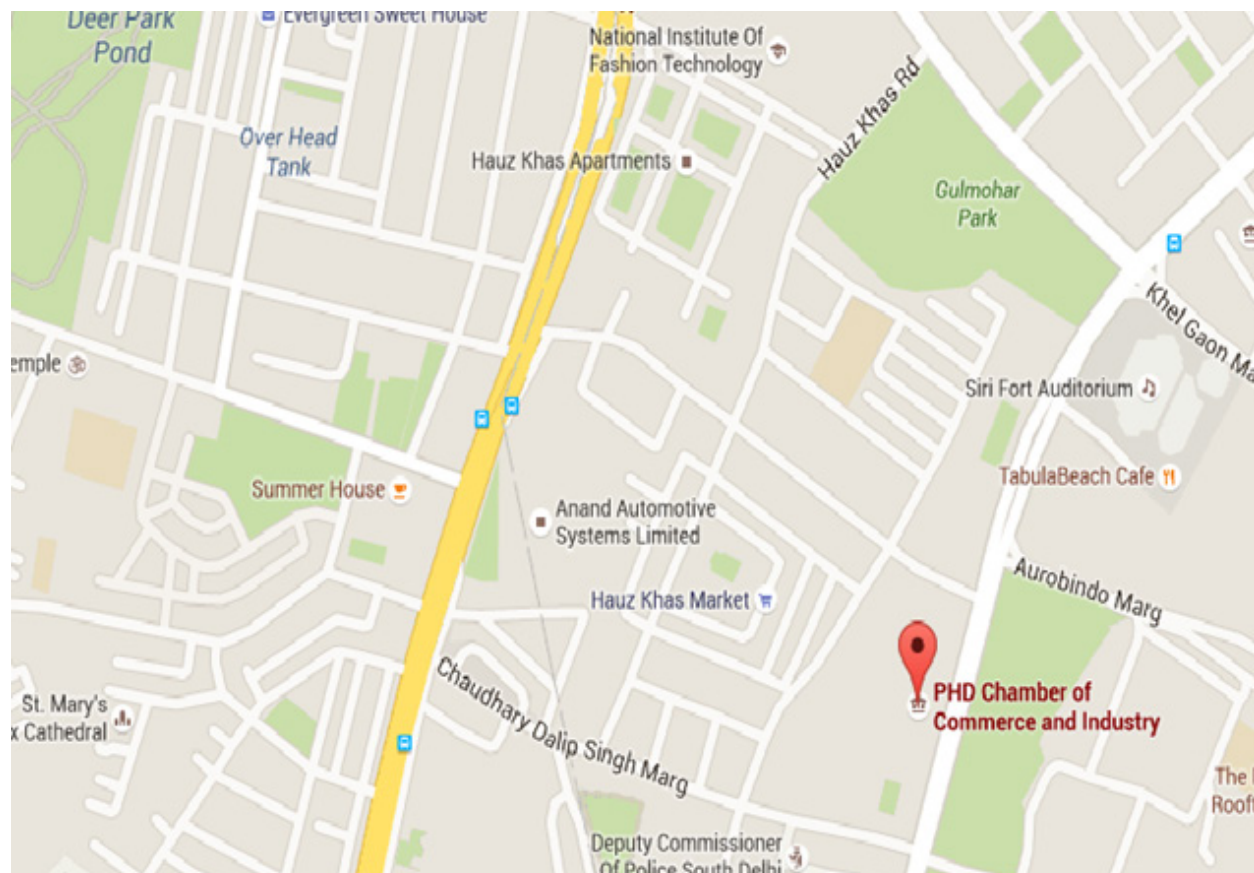 Deer Park
Pond
Evergreen Sweet House
National Institute Of
Fashion Technology
Hauz Khas Rd
Over Head
Tank
Hauz Khas Apartments
Gulmohar
Park
Khel Gaon Ma
emple
Siri Fort Auditorium
TabulaBeach Cafe
Summer House
Anand Automotive
Systems Limited
Aurobindo Marg
Hauz Khas Market
Chaudhary Dalip Singh Marg
PHD Chamber of
Commerce and Industry
St. Mary's
x Cathedral
The
Rooft
Deputy Commissioner
Of Police South Delhi